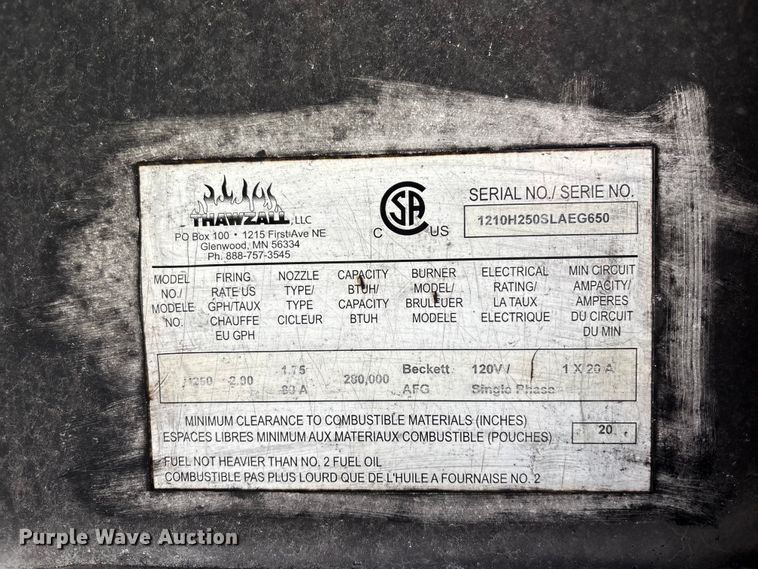 THAWZALL, LLC
PO Box 100 • 1215 First Ave NE
Glenwood, MN 56334
Ph. 888-757-3545
CSA
C US
SERIAL NO./ SERIE NO.
1210H250SLAEG650
MODEL NO./ MODELE NO.
FIRING RATE US GPH/TAUX CHAUFFE EU GPH
NOZZLE TYPE/ TYPE CICLEUR
CAPACITY BTUH/ CAPACITY BTUH
BURNER MODEL/ BRULEUER MODELE
ELECTRICAL RATING/ LA TAUX ELECTRIQUE
MIN CIRCUIT AMPACITY/ AMPERES DU CIRCUIT DU MIN
H250
2.00
1.75
80 A
280,000
Beckett
AFG
120V /
Single Phase
1 X 20 A
MINIMUM CLEARANCE TO COMBUSTIBLE MATERIALS (INCHES)
ESPACES LIBRES MINIMUM AUX MATERIAUX COMBUSTIBLE (POUCHES)
20
FUEL NOT HEAVIER THAN NO. 2 FUEL OIL
COMBUSTIBLE PAS PLUS LOURD QUE DE L'HUILE A FOURNAISE NO. 2
Purple Wave Auction